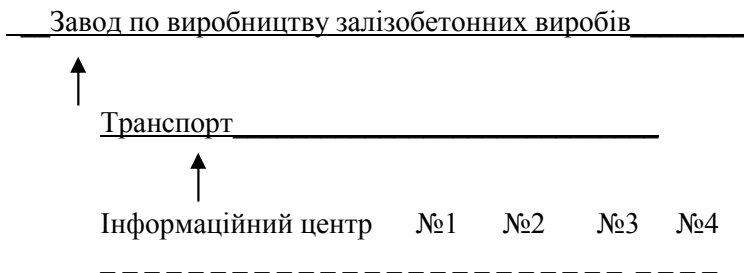 Завод по виробництву залізобетонних виробів
Транспорт
Інформаційний центр №1 №2 №3 №4